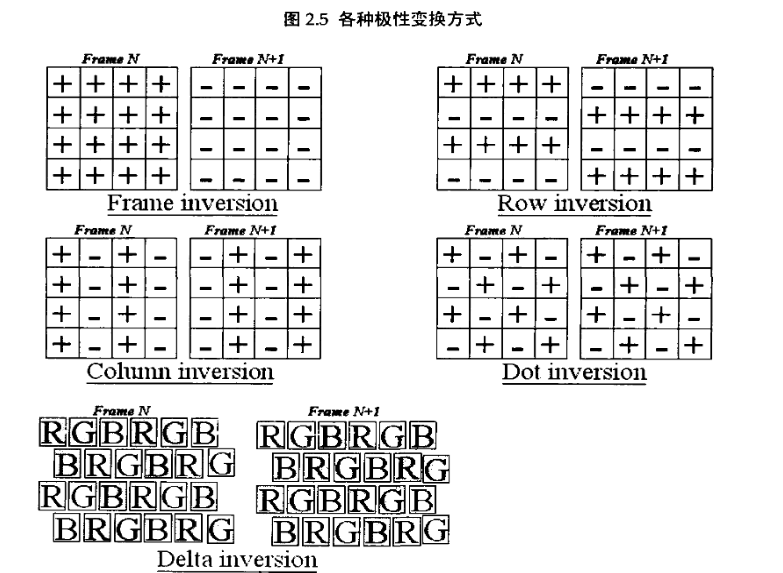 图 2.5 各种极性变换方式
Frame N Frame N+1
+ + + + - - - -
+ + + + - - - -
+ + + + - - - -
+ + + + - - - -
Frame inversion
Frame N Frame N+1
+ + + + - - - -
- - - - + + + +
+ + + + - - - -
- - - - + + + +
Row inversion
Frame N Frame N+1
+ - + - - + - +
+ - + - - + - +
+ - + - - + - +
+ - + - - + - +
Column inversion
Frame N Frame N+1
+ - + - + - + -
- + - + - + - +
+ - + - + - + -
- + - + - + - +
Dot inversion
Frame N Frame N+1
RGBRGB RGBRGB
BRGBRG BRGBRG
RGBRGB RGBRGB
BRGBRG BRGBRG
Delta inversion